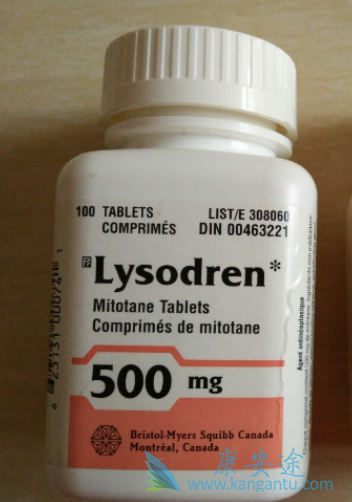 100 TABLETS
COMPRIMÉS
LIST/E 308060
DIN 00463221
Lysodren*
Mitotane Tablets
Comprimés de mitotane
500 mg
Bristol-Myers Squibb Canada
Montréal, Canada
Agent antinéoplasique
康安途
www.kangantu.com